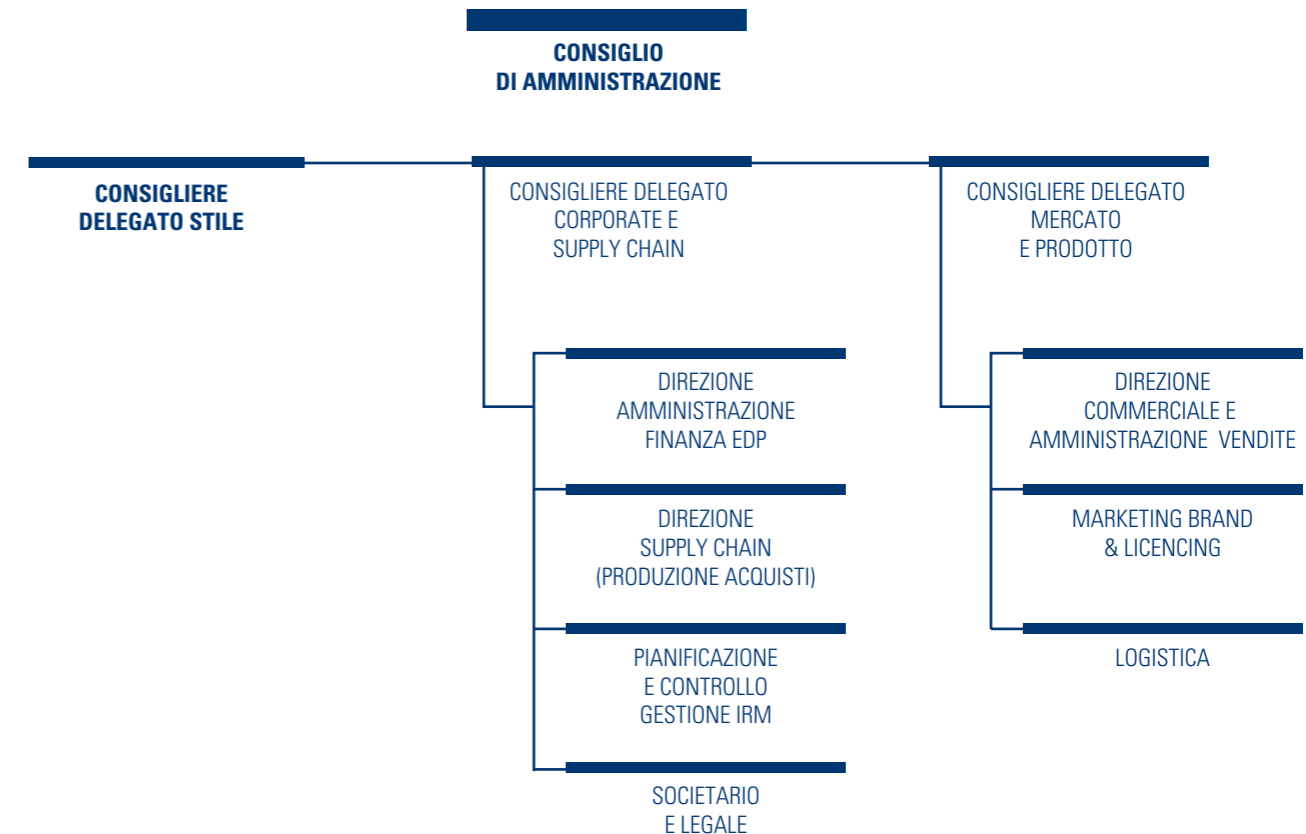 CONSIGLIO
DI AMMINISTRAZIONE
CONSIGLIERE
DELEGATO STILE
CONSIGLIERE DELEGATO
CORPORATE E
SUPPLY CHAIN
CONSIGLIERE DELEGATO
MERCATO
E PRODOTTO
DIREZIONE
AMMINISTRAZIONE
FINANZA EDP
DIREZIONE
SUPPLY CHAIN
(PRODUZIONE ACQUISTI)
PIANIFICAZIONE
E CONTROLLO
GESTIONE IRM
SOCIETARIO
E LEGALE
DIREZIONE
COMMERCIALE E
AMMINISTRAZIONE VENDITE
MARKETING BRAND
& LICENCING
LOGISTICA